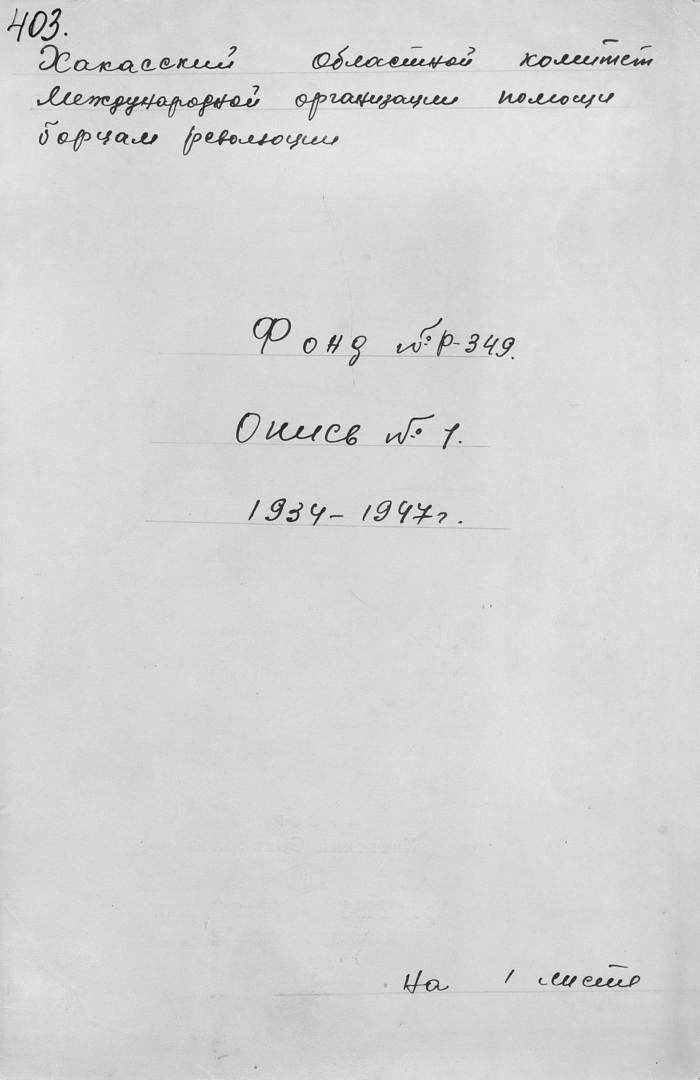 403.
Хакасский областной комитет
Международной организации помощи
борцам революции
Фонд № Р-349.
Опись № 1.
1934-1947г.
На 1 листе